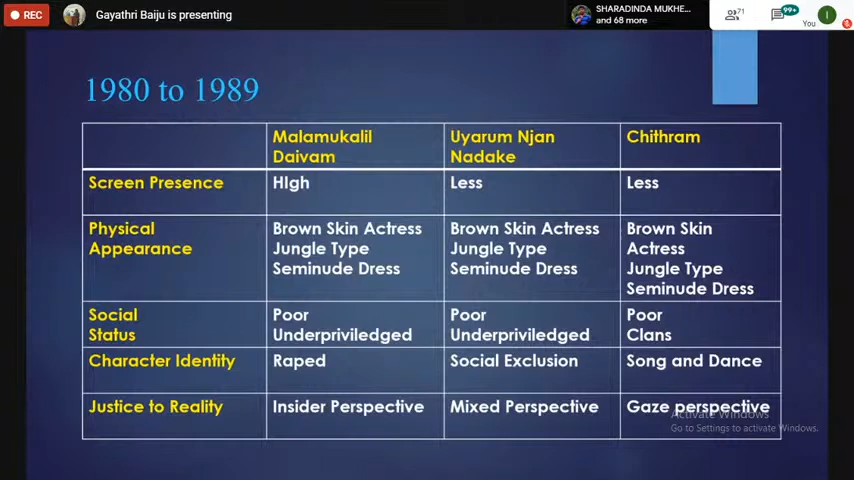 REC
Gayathri Baiju is presenting
SHARADINDA MUKHE...
and 68 more
71
99+
You
I
1980 to 1989
Malamukalil
Daivam
Uyarum Njan
Nadake
Chithram
Screen Presence
HIgh
Less
Less
Physical
Appearance
Brown Skin Actress
Jungle Type
Seminude Dress
Brown Skin Actress
Jungle Type
Seminude Dress
Brown Skin
Actress
Jungle Type
Seminude Dress
Social
Status
Poor
Underpriviledged
Poor
Underpriviledged
Poor
Clans
Character Identity
Raped
Social Exclusion
Song and Dance
Justice to Reality
Insider Perspective
Mixed Perspective
Gaze perspective
Activate Windows
Go to Settings to activate Windows.